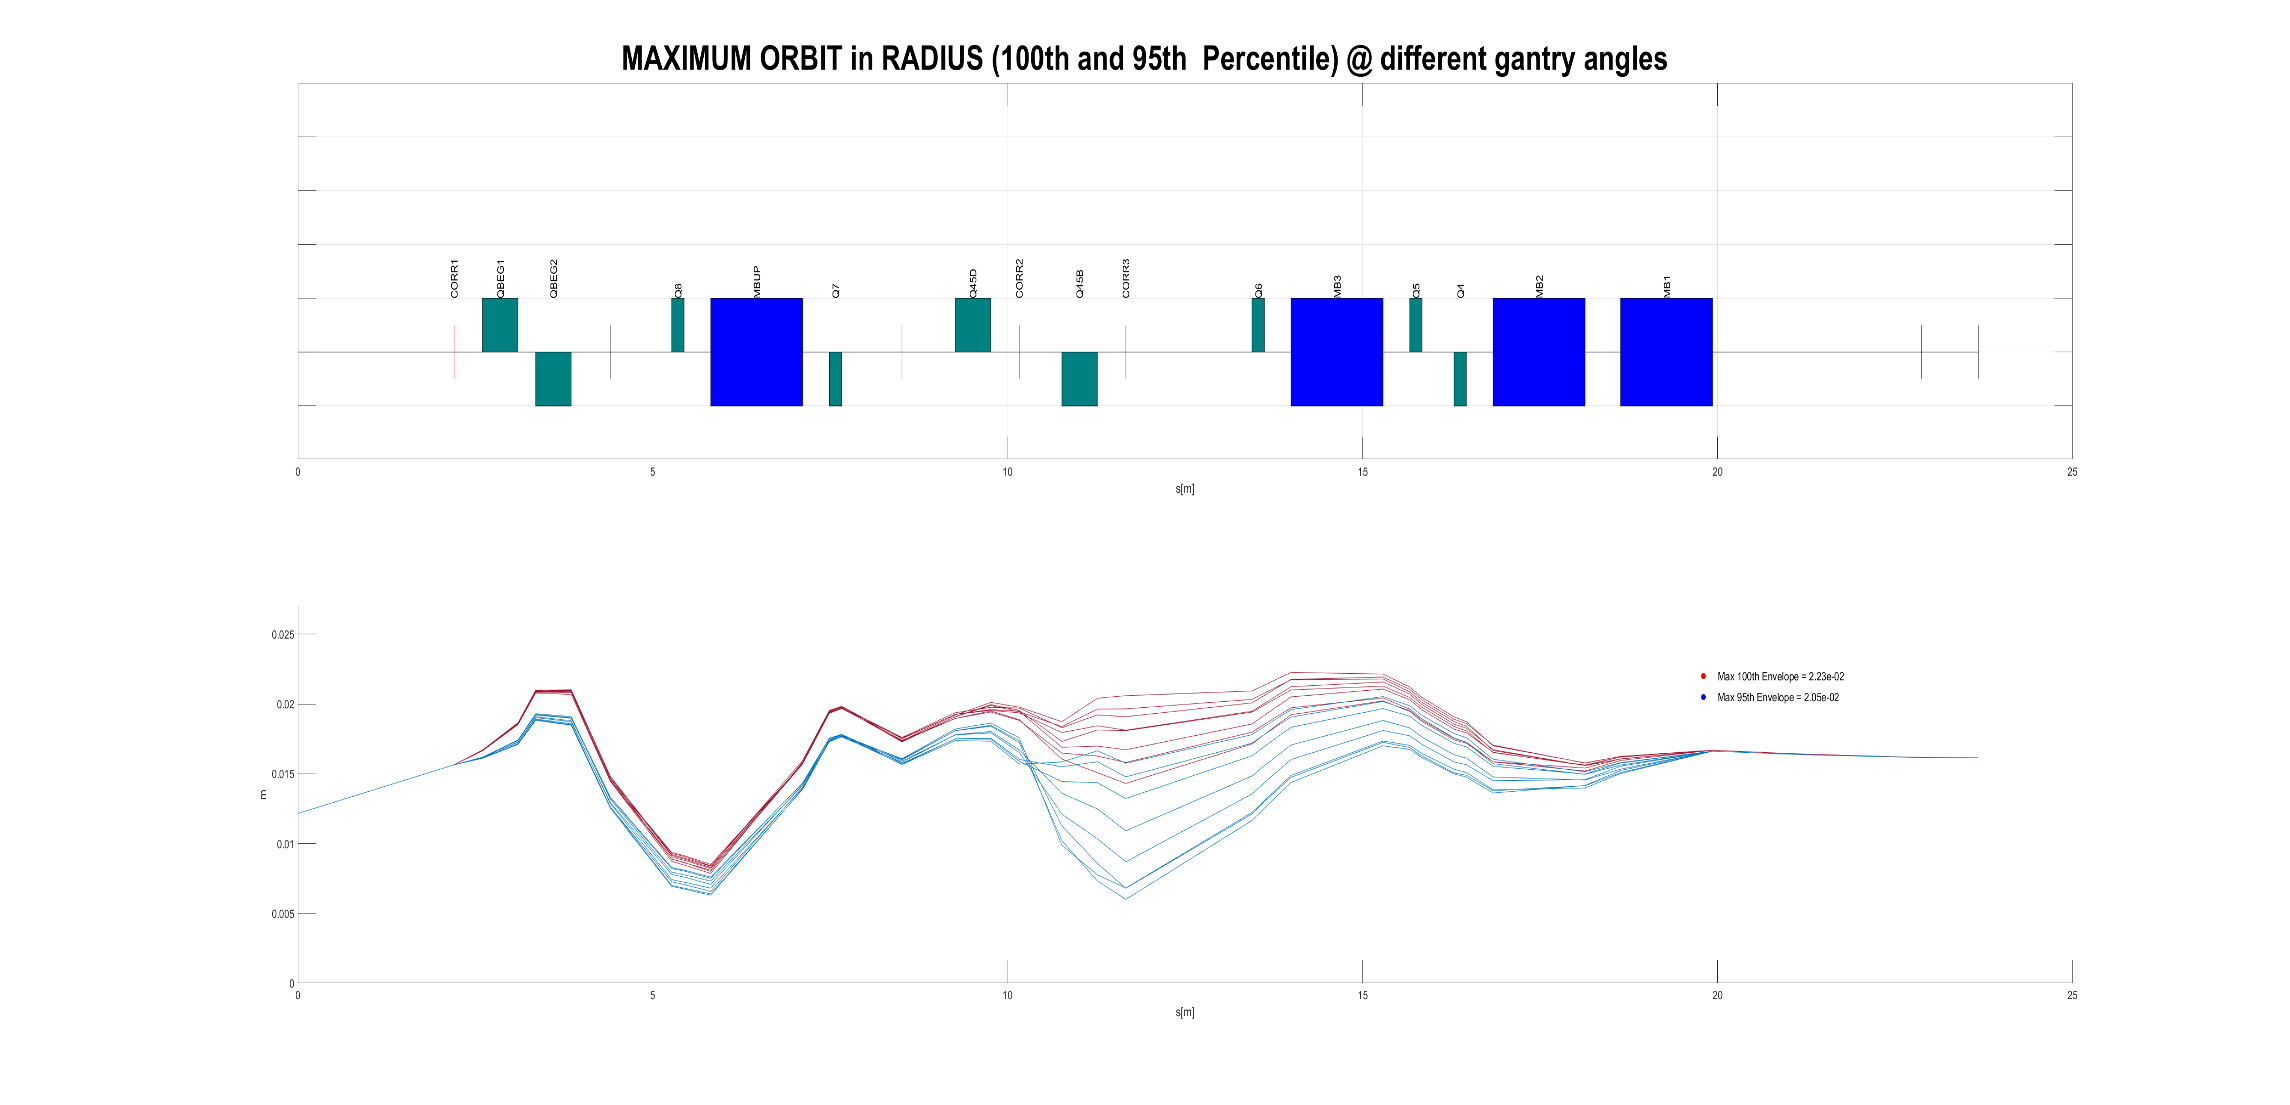 MAXIMUM ORBIT in RADIUS (100th and 95th  Percentile) @ different gantry angles
CORR1
QBEG1
QBEG2
Q8
MBUP
Q7
Q45D
CORR2
Q45B
CORR3
Q6
MB3
Q5
Q4
MB2
MB1
0 5 10 15 20 25
s[m]
0.025
0.02
0.015
0.01
0.005
0
m
Max 100th Envelope = 2.23e-02
Max 95th Envelope = 2.05e-02
0 5 10 15 20 25
s[m]